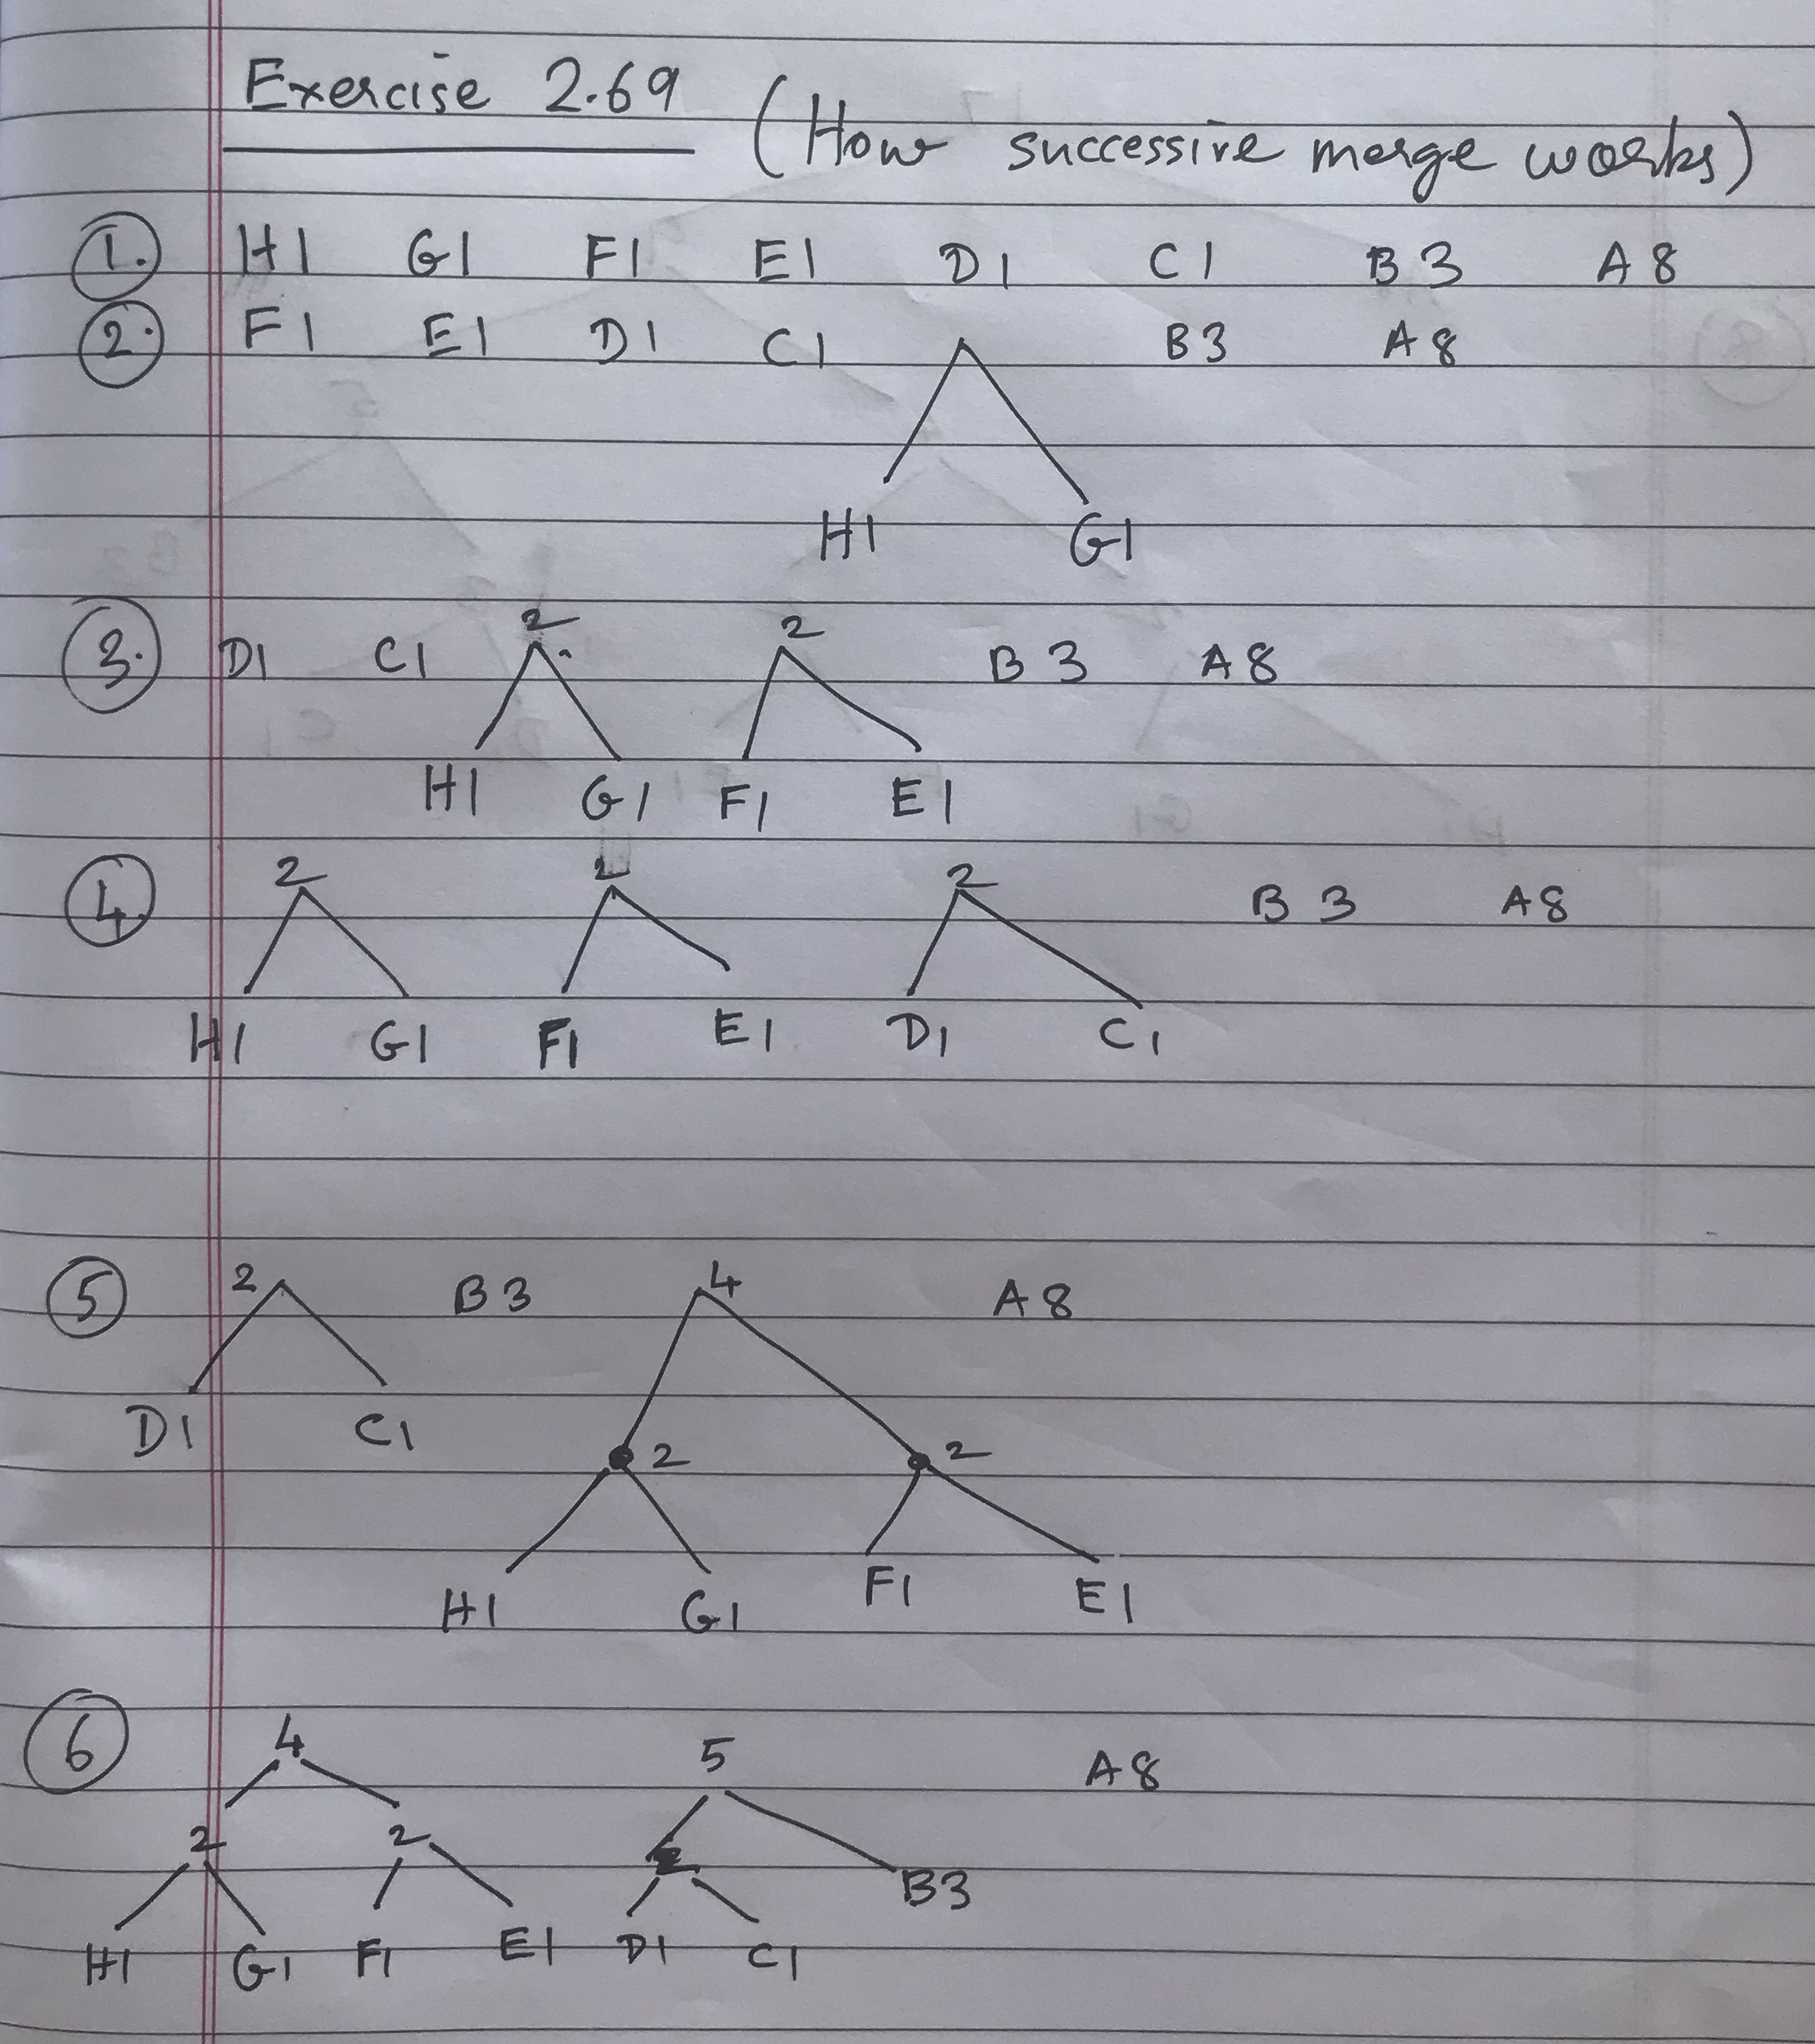 Exercise 2.69 (How successive merge works)
1. H1 G1 F1 E1 D1 C1 B3 A8
2. F1 E1 D1 C1 B3 A8
H1 G1
2 2
3. D1 C1 B3 A8
H1 G1 F1 E1
2 2 2
4. B3 A8
H1 G1 F1 E1 D1 C1
5 2 B3 4 A8
D1 C1 2 2
H1 G1 F1 E1
6 4 5 A8
2 2 2 B3
H1 G1 F1 E1 D1 C1